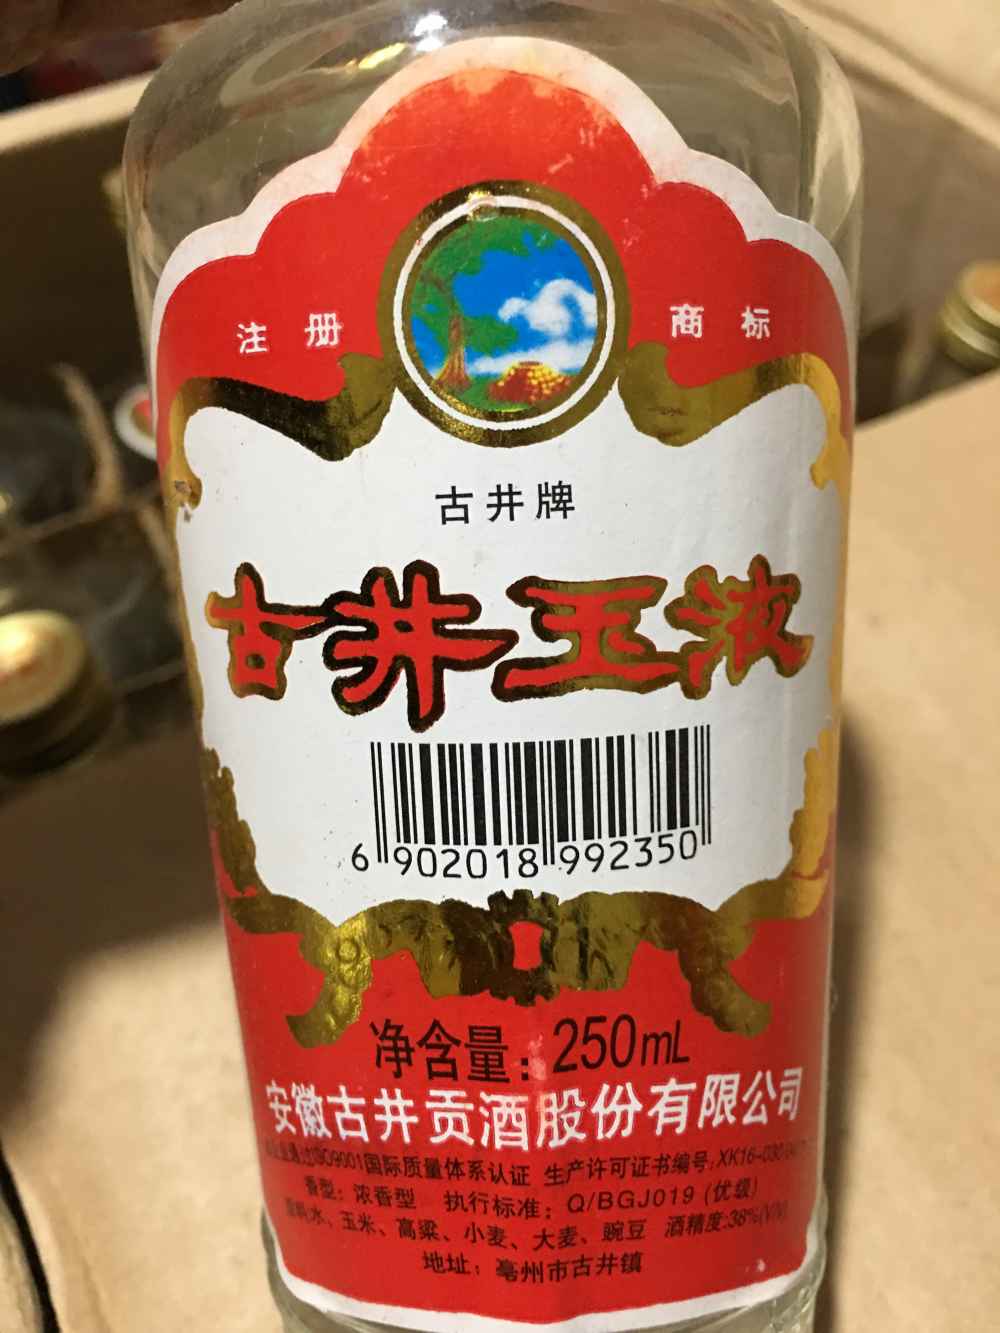 注册 商标
古井牌
古井玉液
6 902018 992350
净含量：250mL
安徽古井贡酒股份有限公司
通过ISO9001国际质量体系认证 生产许可证书编号:XK16-030
香型：浓香型 执行标准：Q/BGJ019 (优级)
水、玉米、高粱、小麦、大麦、豌豆 酒精度:38%(V/V)
地址：亳州市古井镇